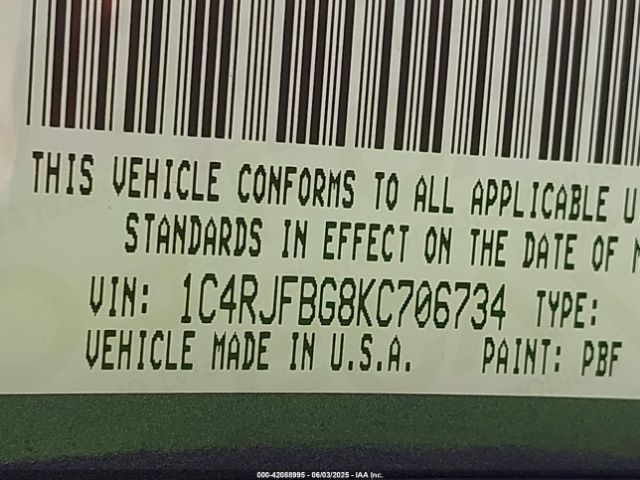 THIS VEHICLE CONFORMS TO ALL APPLICABLE U
STANDARDS IN EFFECT ON THE DATE OF M
VIN: 1C4RJFBG8KC706734 TYPE:
VEHICLE MADE IN U.S.A. PAINT: PBF
000-42088995 - 06/03/2025 - IAA Inc.